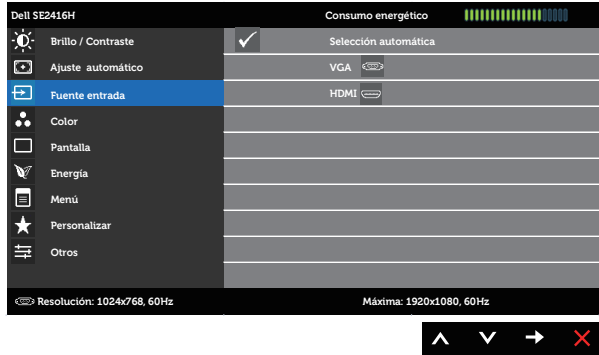 Dell SE2416H Consumo energético
Brillo / Contraste Selección automática
Ajuste automático VGA
Fuente entrada HDMI
Color
Pantalla
Energía
Menú
Personalizar
Otros
Resolución: 1024x768, 60Hz Máxima: 1920x1080, 60Hz